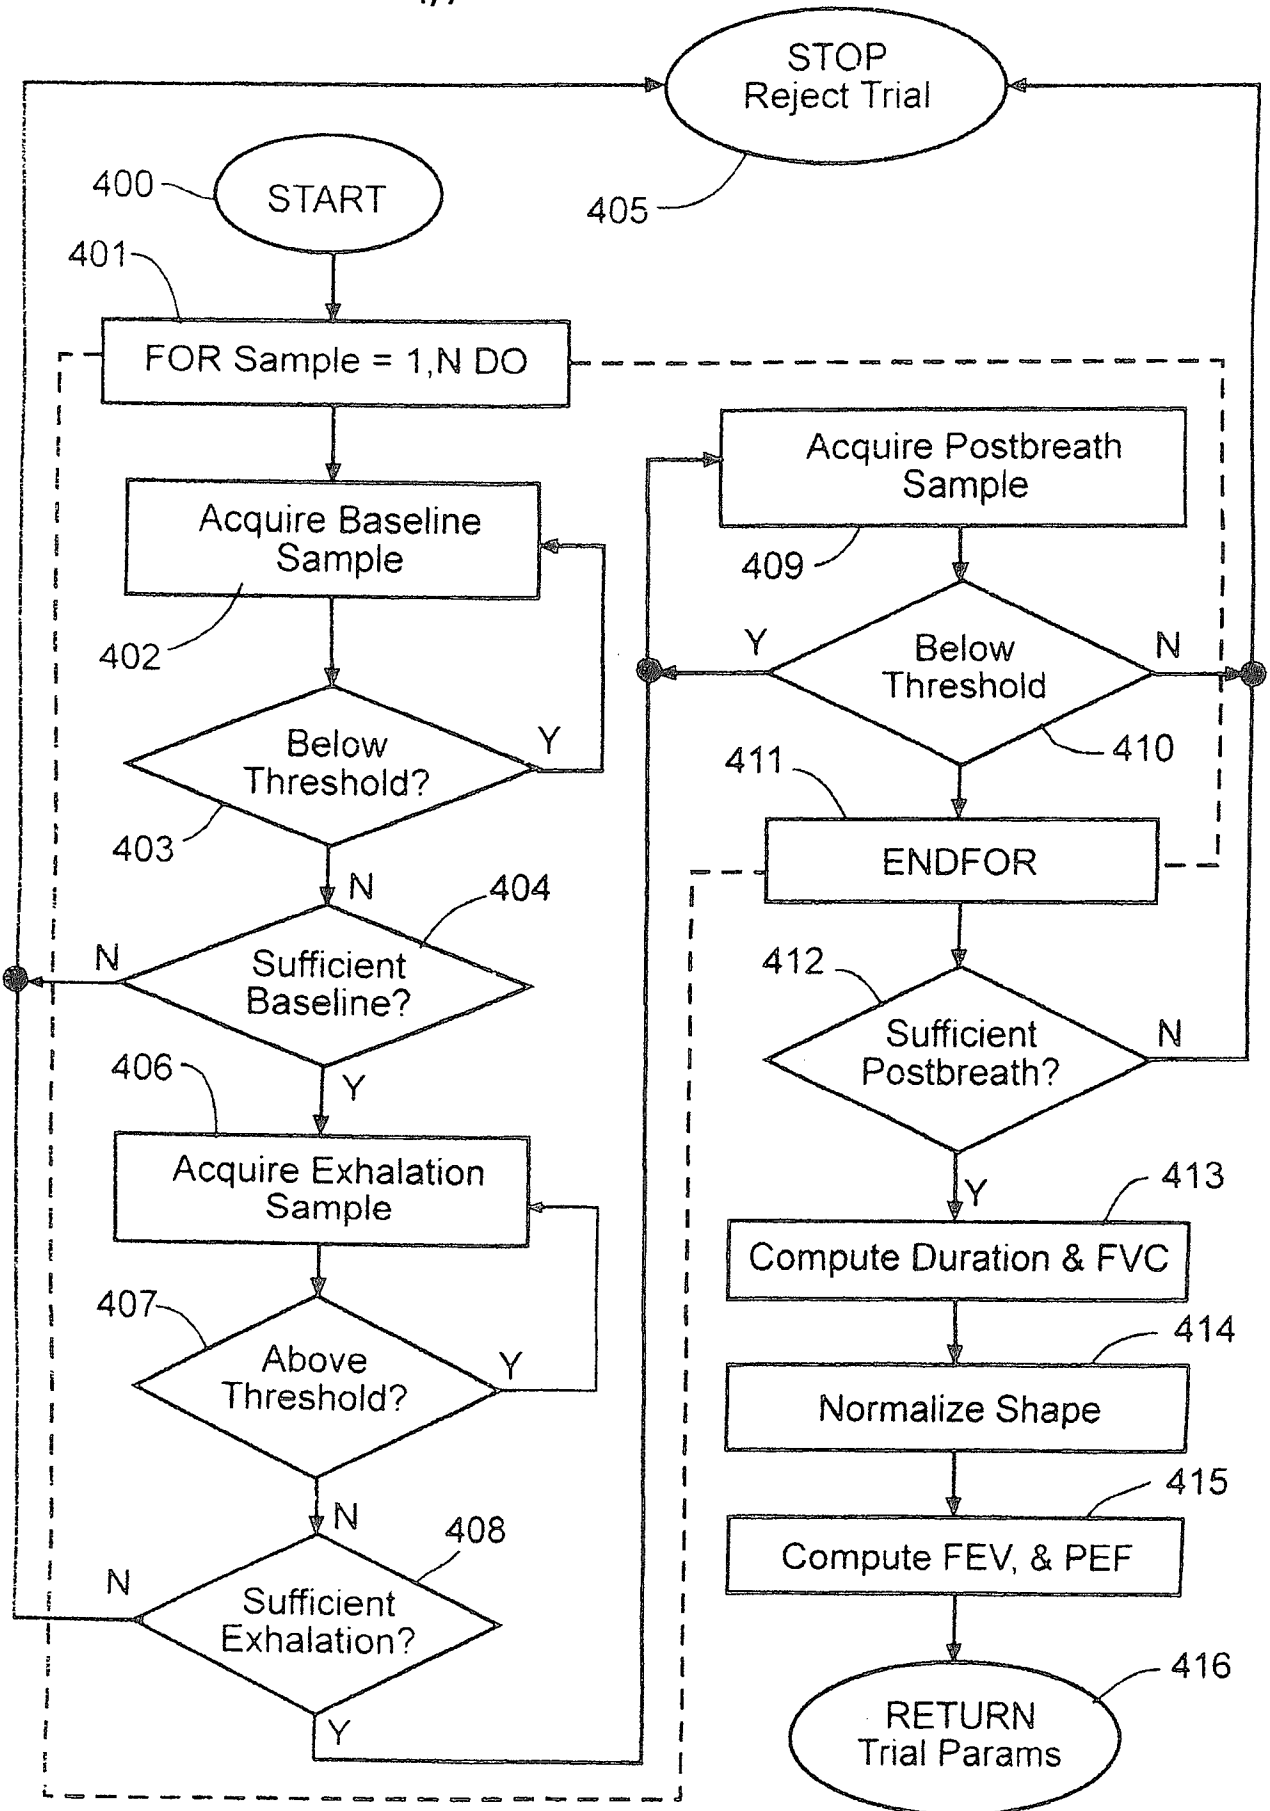 STOP
Reject Trial
405
400
START
401
FOR Sample = 1,N DO
Acquire Baseline
Sample
402
Below
Threshold?
Y
403
N
404
Sufficient
Baseline?
N
406
Y
Acquire Exhalation
Sample
407
Above
Threshold?
Y
N
408
Sufficient
Exhalation?
N
Y
Acquire Postbreath
Sample
409
Y
Below
Threshold
N
410
411
ENDFOR
412
Sufficient
Postbreath?
N
Y
413
Compute Duration & FVC
414
Normalize Shape
415
Compute FEV, & PEF
416
RETURN
Trial Params